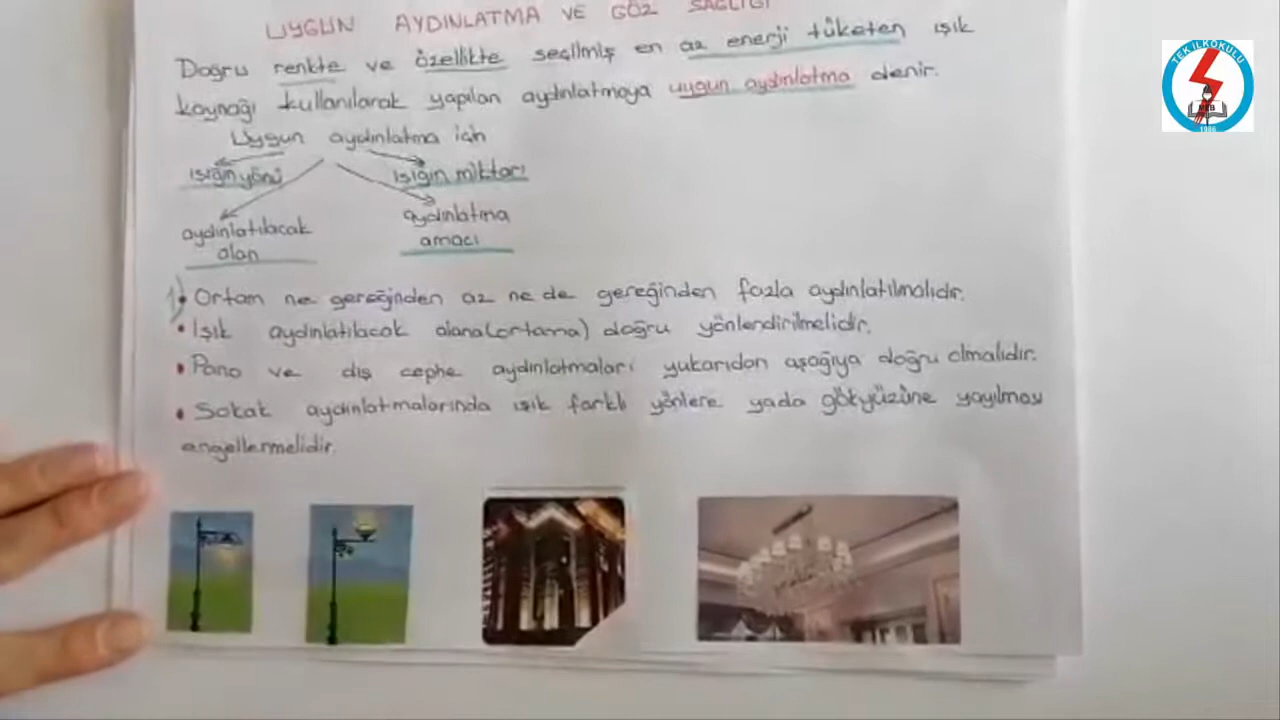 UYGUN AYDINLATMA VE GÖZ SAĞLIĞI
Doğru renkte ve özellikte seçilmiş en az enerji tüketen ışık
kaynağı kullanılarak yapılan aydınlatmaya uygun aydınlatma denir.
Uygun aydınlatma için
ışığın yönü
ışığın miktarı
aydınlatılacak
alan
aydınlatma
amacı
• Ortam ne gereğinden az ne de gereğinden fazla aydınlatılmalıdır.
• Işık aydınlatılacak alana(ortama) doğru yönlendirilmelidir.
• Pano ve dış cephe aydınlatmaları yukarıdan aşağıya doğru olmalıdır.
• Sokak aydınlatmalarında ışık farklı yönlere yada gökyüzüne yayılması
engellermelidir.
TEK İLKOKULU
MEB
1986